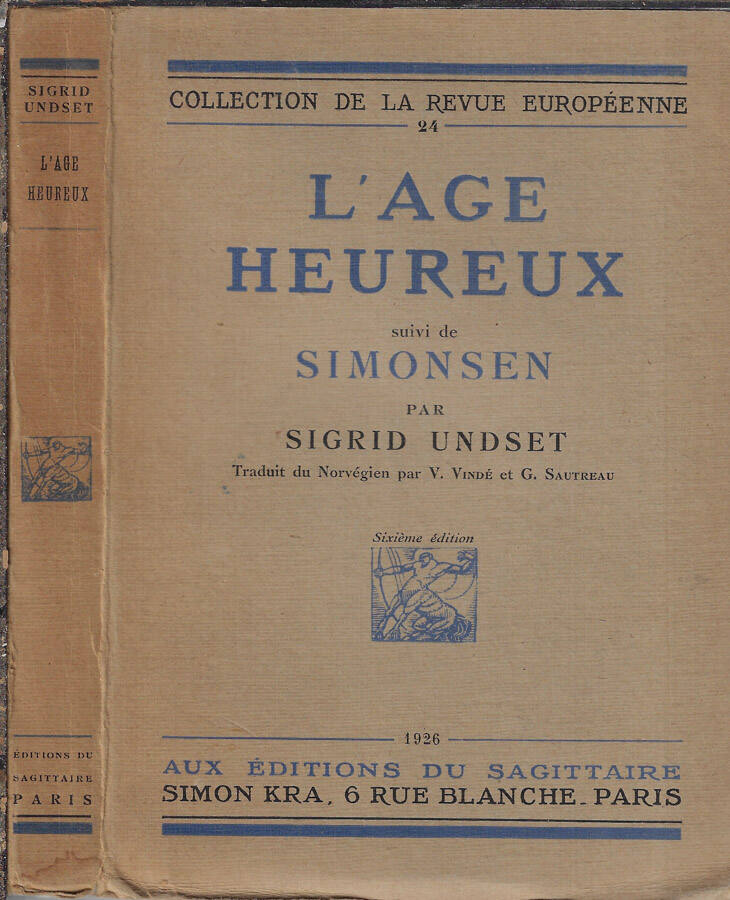 SIGRID
UNDSET
L'AGE
HEUREUX
ÉDITIONS DU
SAGITTAIRE
PARIS
COLLECTION DE LA REVUE EUROPÉENNE
24
L'AGE
HEUREUX
suivi de
SIMONSEN
PAR
SIGRID UNDSET
Traduit du Norvégien par V. VINDÉ et G. SAUTREAU
Sixième édition
1926
AUX ÉDITIONS DU SAGITTAIRE
SIMON KRA, 6 RUE BLANCHE_PARIS